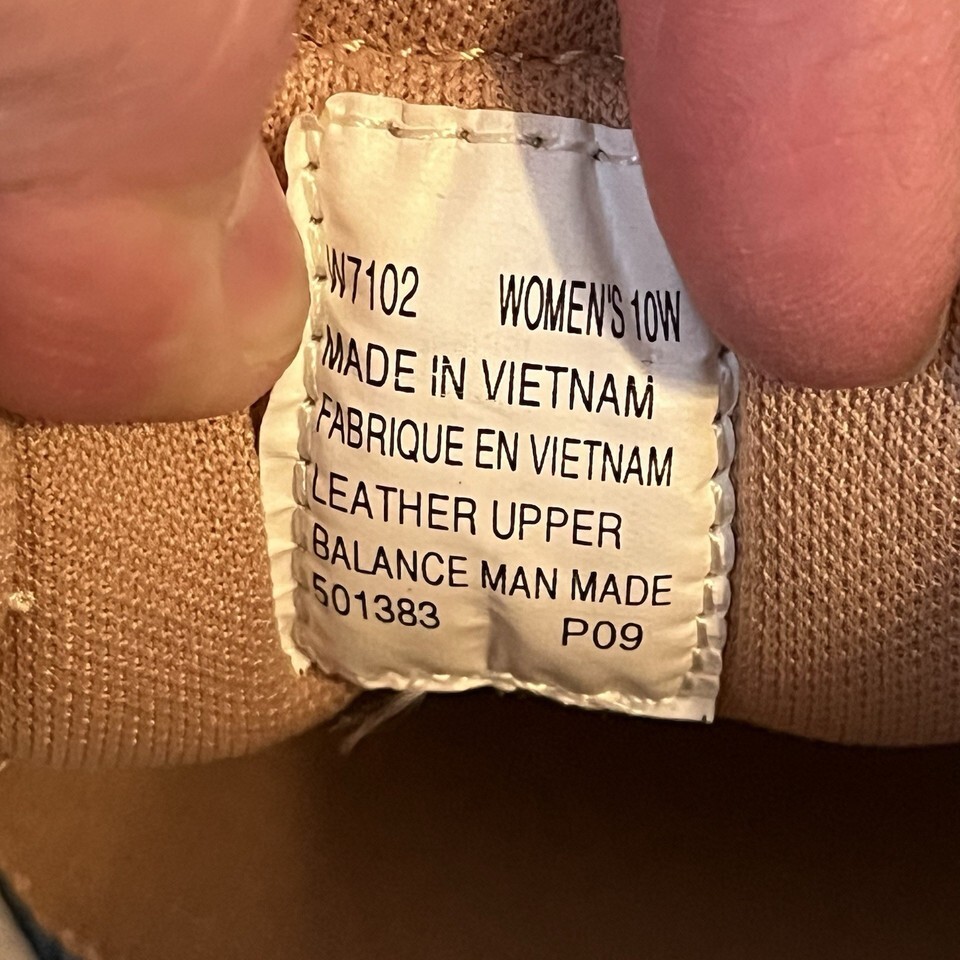 W7102 WOMEN'S 10W
MADE IN VIETNAM
FABRIQUE EN VIETNAM
LEATHER UPPER
BALANCE MAN MADE
501383 P09